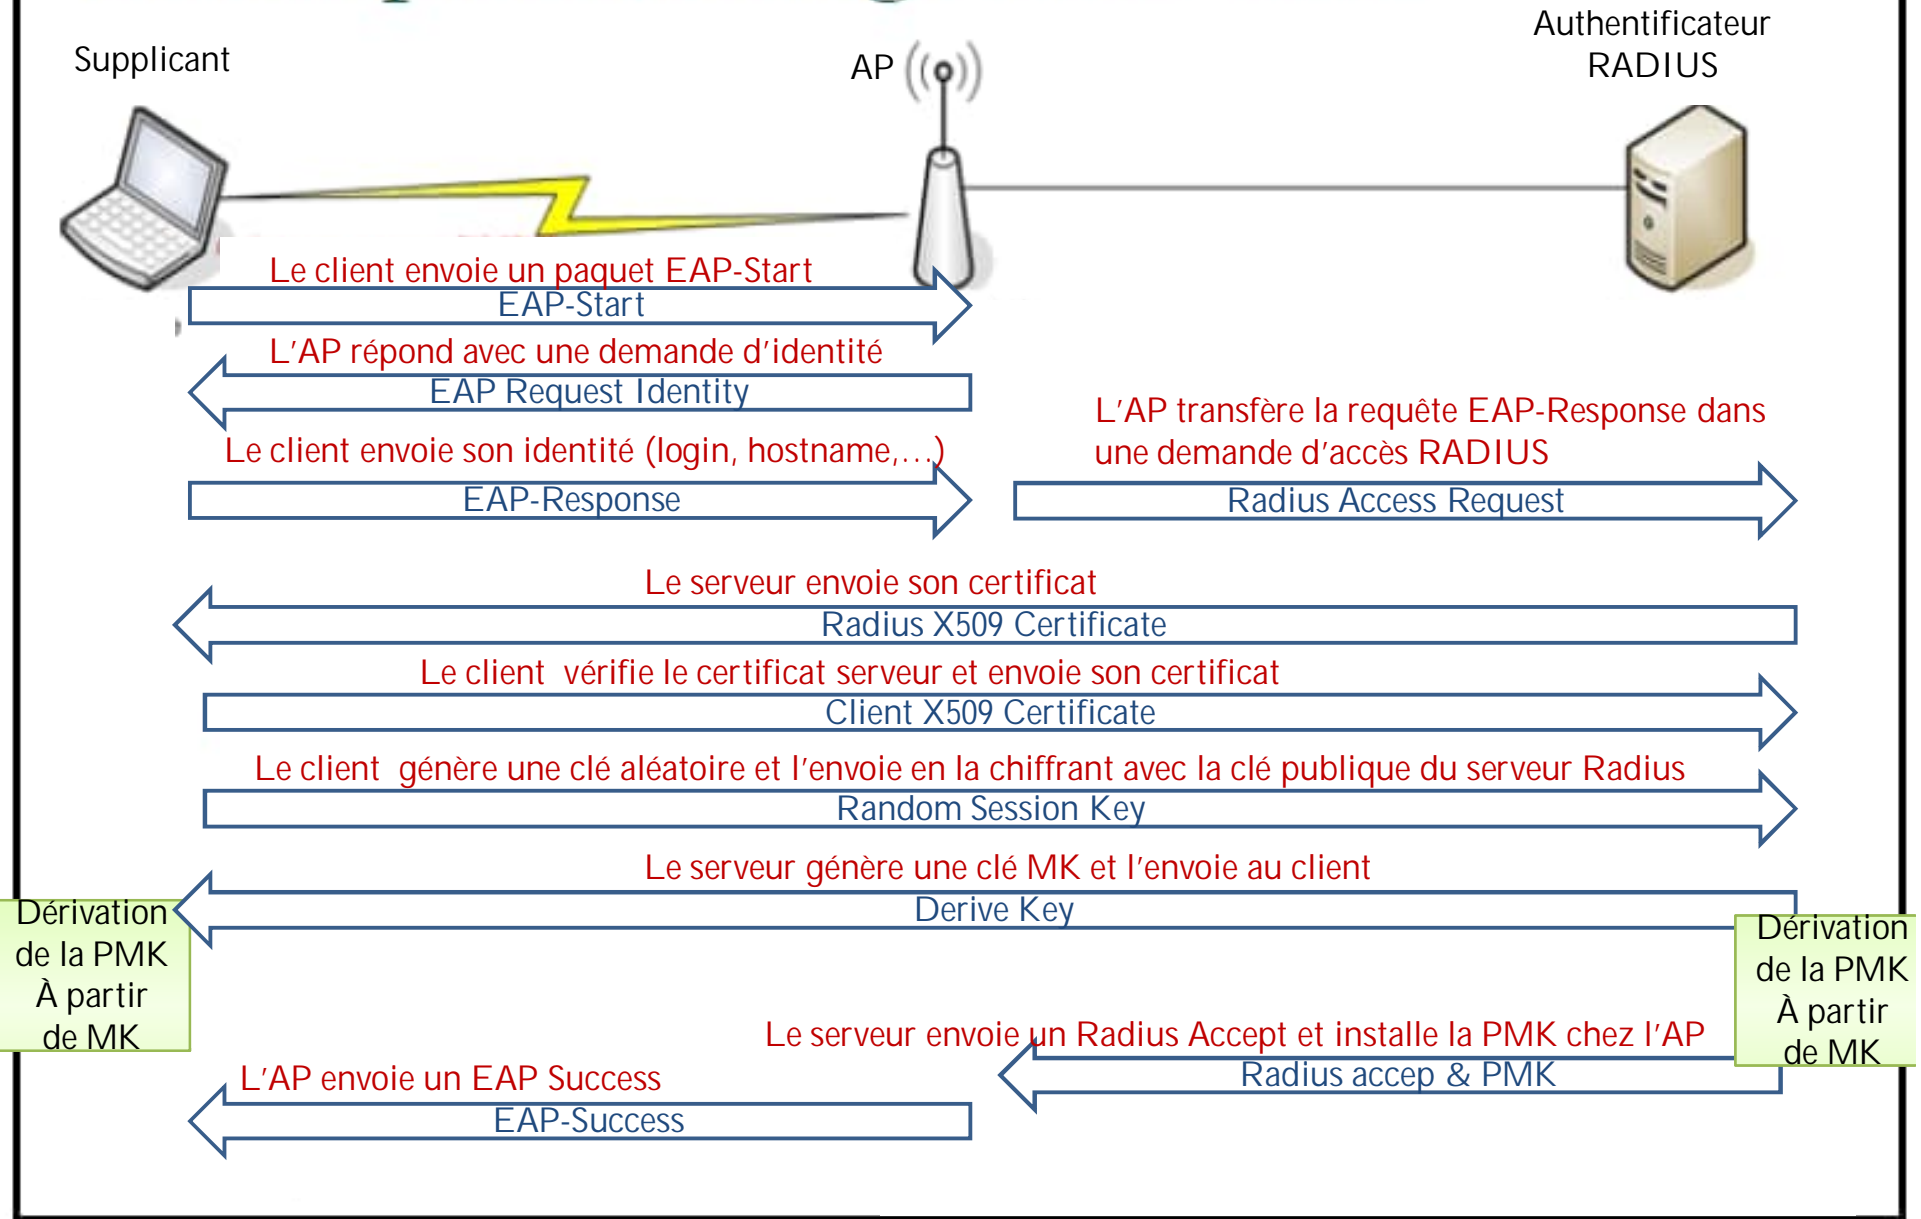 Supplicant
AP
Authentificateur
RADIUS
Le client envoie un paquet EAP-Start
EAP-Start
L'AP répond avec une demande d'identité
EAP Request Identity
Le client envoie son identité (login, hostname,…)
EAP-Response
L'AP transfère la requête EAP-Response dans
une demande d'accès RADIUS
Radius Access Request
Le serveur envoie son certificat
Radius X509 Certificate
Le client vérifie le certificat serveur et envoie son certificat
Client X509 Certificate
Le client génère une clé aléatoire et l'envoie en la chiffrant avec la clé publique du serveur Radius
Random Session Key
Le serveur génère une clé MK et l'envoie au client
Derive Key
Dérivation
de la PMK
À partir
de MK
Dérivation
de la PMK
À partir
de MK
Le serveur envoie un Radius Accept et installe la PMK chez l'AP
Radius accep & PMK
L'AP envoie un EAP Success
EAP-Success